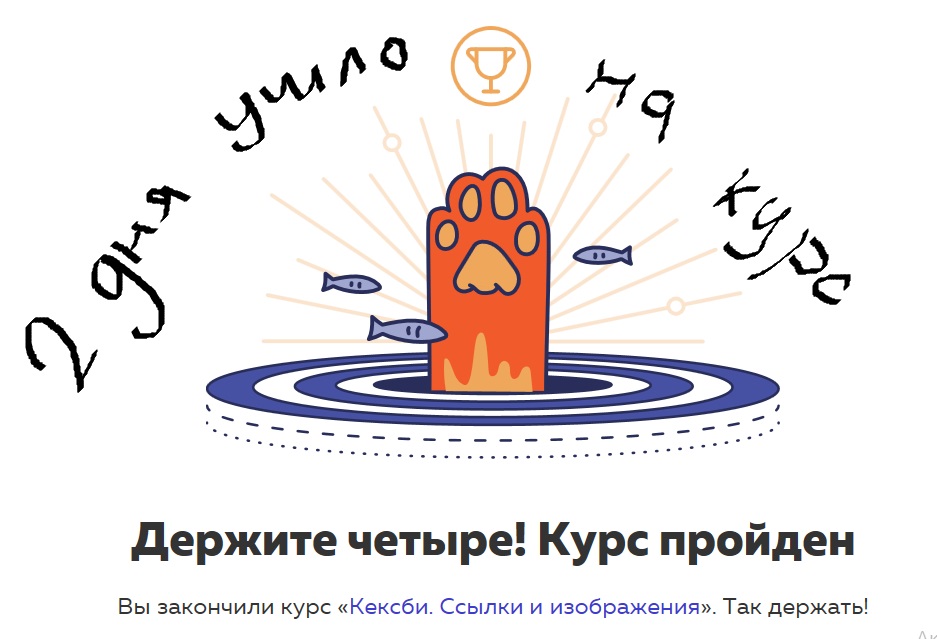 2 дня ушло на курс
Держите четыре! Курс пройден
Вы закончили курс «Кексби. Ссылки и изображения». Так держать!